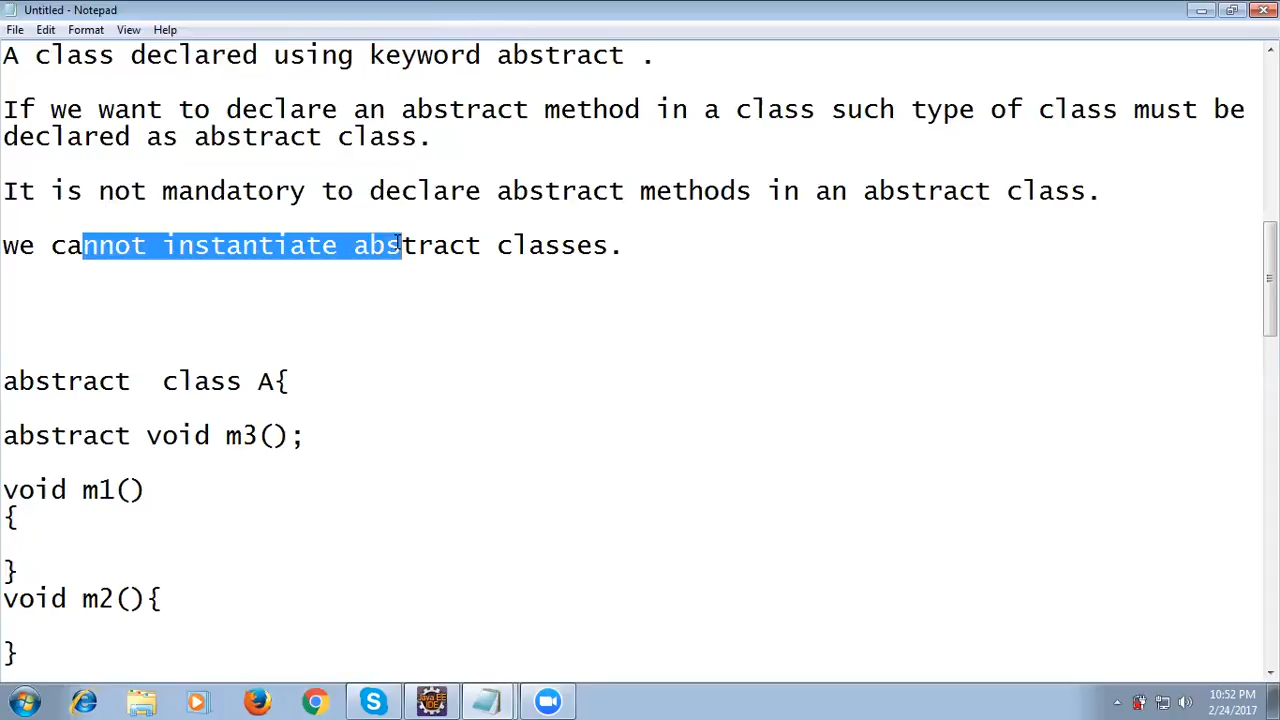 Untitled - Notepad
File Edit Format View Help
A class declared using keyword abstract .
If we want to declare an abstract method in a class such type of class must be
declared as abstract class.
It is not mandatory to declare abstract methods in an abstract class.
we cannot instantiate abstract classes.
abstract  class A{
abstract void m3();
void m1()
{
}
void m2(){
}
Java EE
IDE
10:52 PM
2/24/2017